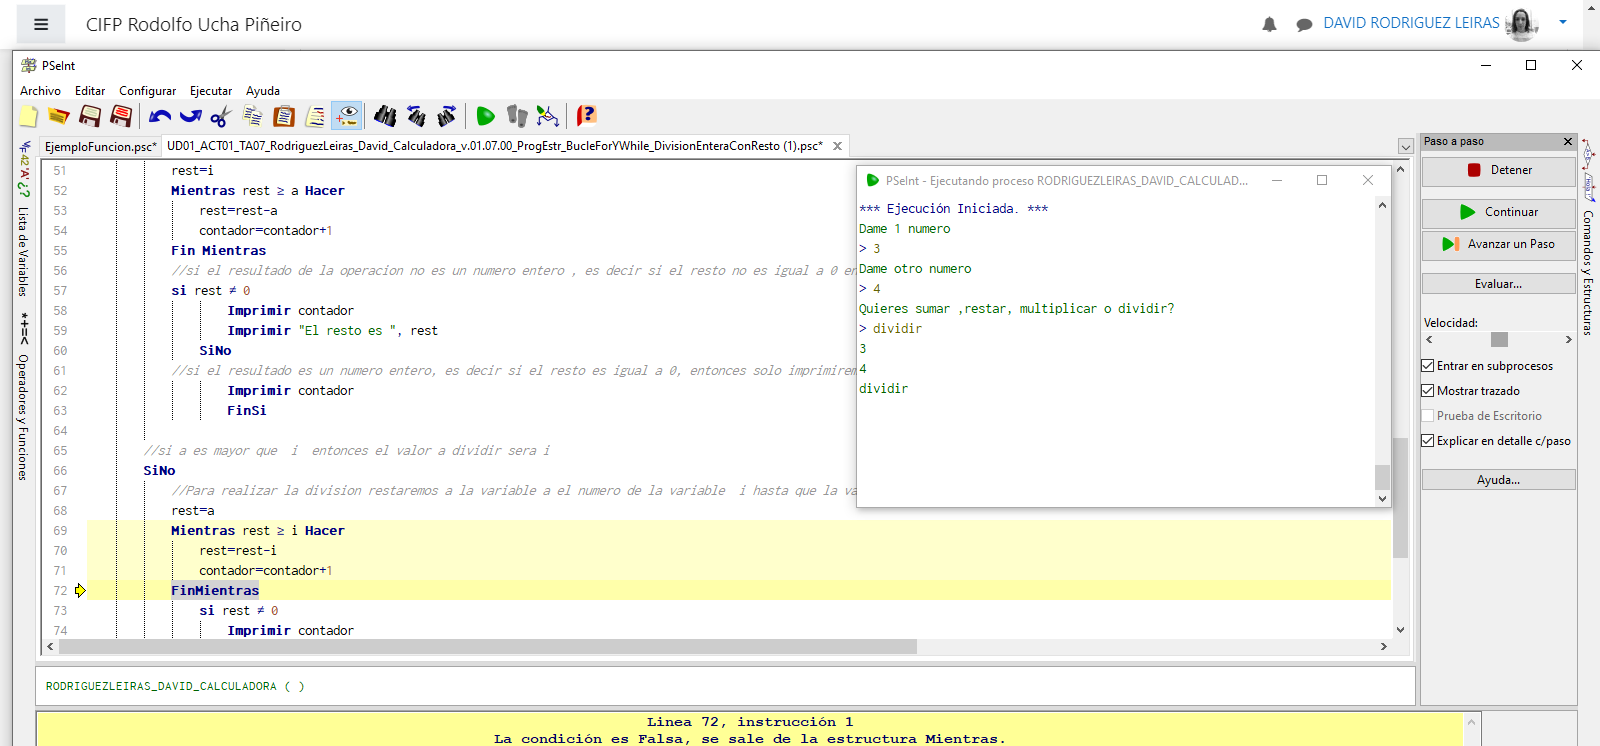 CIFP Rodolfo Ucha Piñeiro
DAVID RODRIGUEZ LEIRAS
PSeInt
Archivo Editar Configurar Ejecutar Ayuda
EjemploFuncion.psc*
UD01_ACT01_TA07_RodriguezLeiras_David_Calculadora_v.01.07.00_ProgEstr_BucleForYWhile_DivisionEnteraConResto (1).psc*
Lista de Variables
*+=<
Operadores y Funciones
51 rest=i
52 Mientras rest ≥ a Hacer
53 rest=rest-a
54 contador=contador+1
55 Fin Mientras
56 //si el resultado de la operacion no es un numero entero , es decir si el resto no es igual a 0 en
57 si rest ≠ 0
58 Imprimir contador
59 Imprimir "El resto es ", rest
60 SiNo
61 //si el resultado es un numero entero, es decir si el resto es igual a 0, entonces solo imprimirem
62 Imprimir contador
63 FinSi
64
65 //si a es mayor que i entonces el valor a dividir sera i
66 SiNo
67 //Para realizar la division restaremos a la variable a el numero de la variable i hasta que la va
68 rest=a
69 Mientras rest ≥ i Hacer
70 rest=rest-i
71 contador=contador+1
72 FinMientras
73 si rest ≠ 0
74 Imprimir contador
PSeInt - Ejecutando proceso RODRIGUEZLEIRAS_DAVID_CALCULAD...
*** Ejecución Iniciada. ***
Dame 1 numero
> 3
Dame otro numero
> 4
Quieres sumar ,restar, multiplicar o dividir?
> dividir
3
4
dividir
Paso a paso
Detener
Continuar
Avanzar un Paso
Evaluar...
Velocidad:
Entrar en subprocesos
Mostrar trazado
Prueba de Escritorio
Explicar en detalle c/paso
Ayuda...
Comandos y Estructuras
RODRIGUEZLEIRAS_DAVID_CALCULADORA ( )
Linea 72, instrucción 1
La condición es Falsa, se sale de la estructura Mientras.